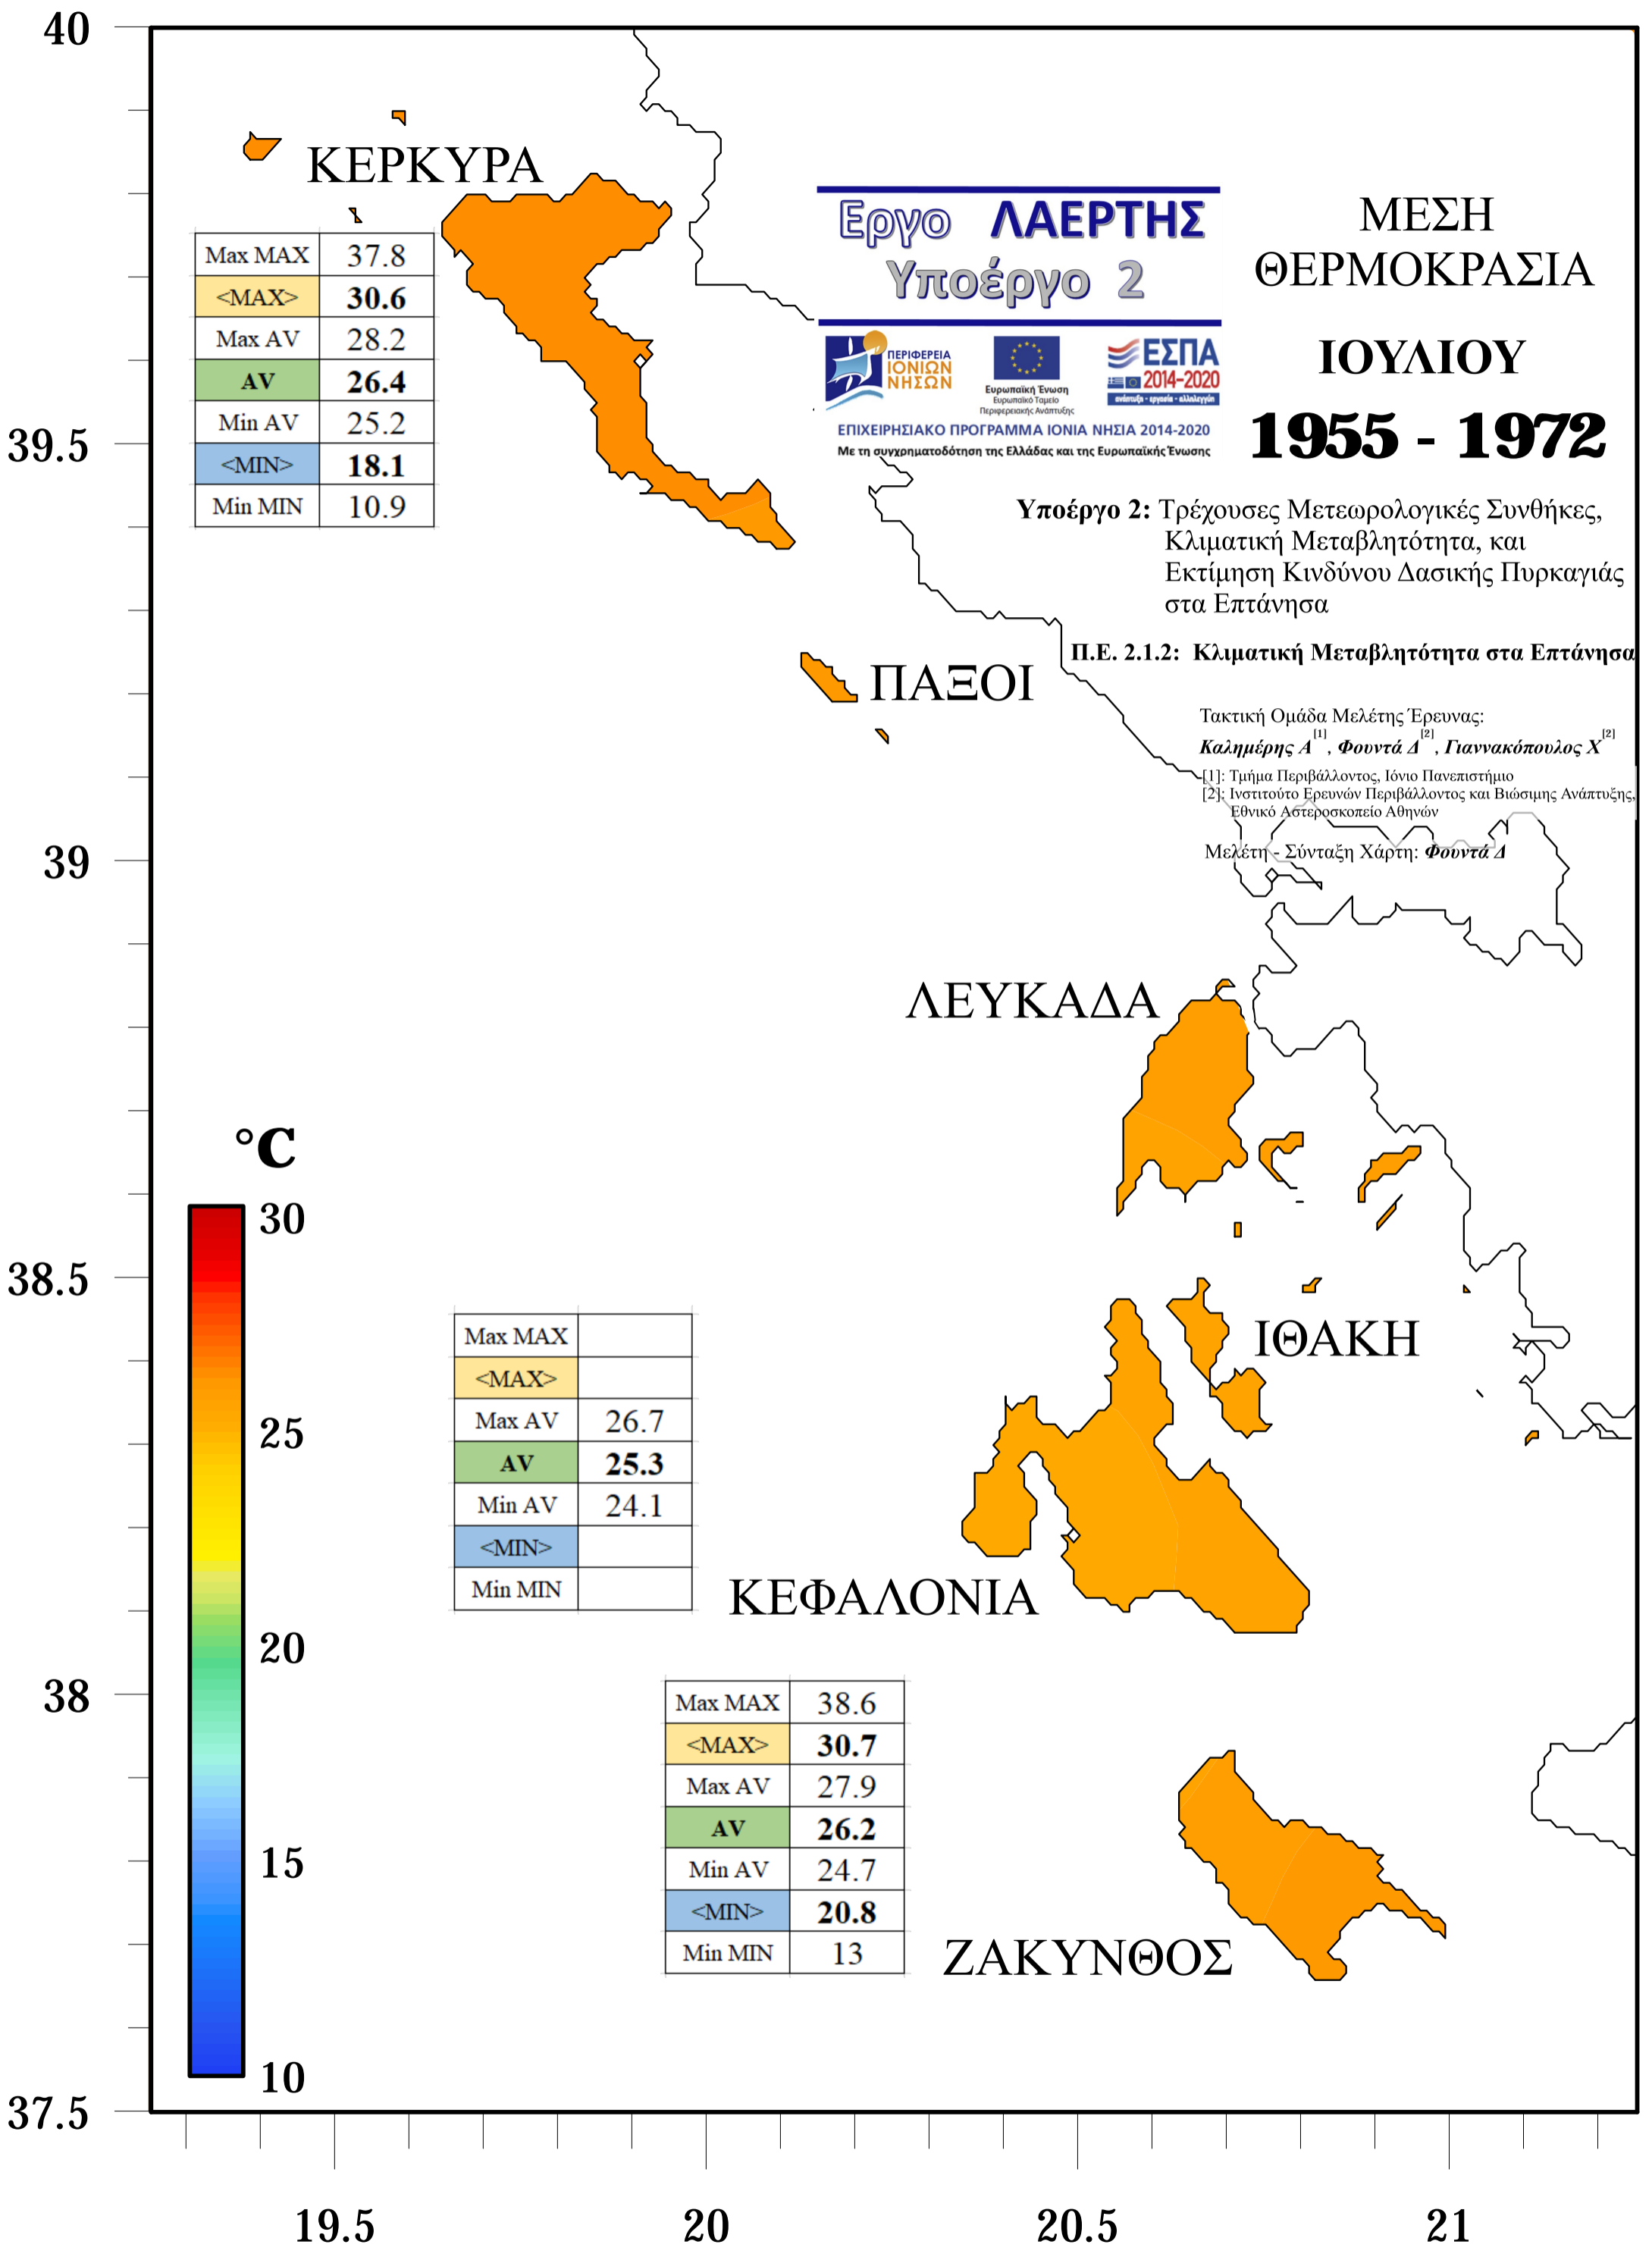 40
39.5
39
38.5
38
37.5
19.5
20
20.5
21
ΚΕΡΚΥΡΑ
Max MAX 37.8
<MAX> 30.6
Max AV 28.2
AV 26.4
Min AV 25.2
<MIN> 18.1
Min MIN 10.9
Εργο ΛΑΕΡΤΗΣ
Υποέργο 2
ΠΕΡΙΦΕΡΕΙΑ
ΙΟΝΙΩΝ
ΝΗΣΩΝ
Ευρωπαϊκή Ένωση
Ευρωπαϊκό Ταμείο
Περιφερειακής Ανάπτυξης
ΕΣΠΑ
2014-2020
ανάπτυξη - εργασία - αλληλεγγύη
ΕΠΙΧΕΙΡΗΣΙΑΚΟ ΠΡΟΓΡΑΜΜΑ ΙΟΝΙΑ ΝΗΣΙΑ 2014-2020
Με τη συγχρηματοδότηση της Ελλάδας και της Ευρωπαϊκής Ένωσης
ΜΕΣΗ
ΘΕΡΜΟΚΡΑΣΙΑ
ΙΟΥΛΙΟΥ
1955 - 1972
Υποέργο 2: Τρέχουσες Μετεωρολογικές Συνθήκες,
Κλιματική Μεταβλητότητα, και
Εκτίμηση Κινδύνου Δασικής Πυρκαγιάς
στα Επτάνησα
Π.Ε. 2.1.2: Κλιματική Μεταβλητότητα στα Επτάνησα
Τακτική Ομάδα Μελέτης Έρευνας:
Καλημέρης Α[1], Φουντά Δ[2], Γιαννακόπουλος Χ[2]
[1]: Τμήμα Περιβάλλοντος, Ιόνιο Πανεπιστήμιο
[2]: Ινστιτούτο Ερευνών Περιβάλλοντος και Βιώσιμης Ανάπτυξης,
Εθνικό Αστεροσκοπείο Αθηνών
Μελέτη - Σύνταξη Χάρτη: Φουντά Δ
ΠΑΞΟΙ
ΛΕΥΚΑΔΑ
°C
30
25
20
15
10
Max MAX
<MAX>
Max AV 26.7
AV 25.3
Min AV 24.1
<MIN>
Min MIN
ΙΘΑΚΗ
ΚΕΦΑΛΟΝΙΑ
Max MAX 38.6
<MAX> 30.7
Max AV 27.9
AV 26.2
Min AV 24.7
<MIN> 20.8
Min MIN 13
ΖΑΚΥΝΘΟΣ